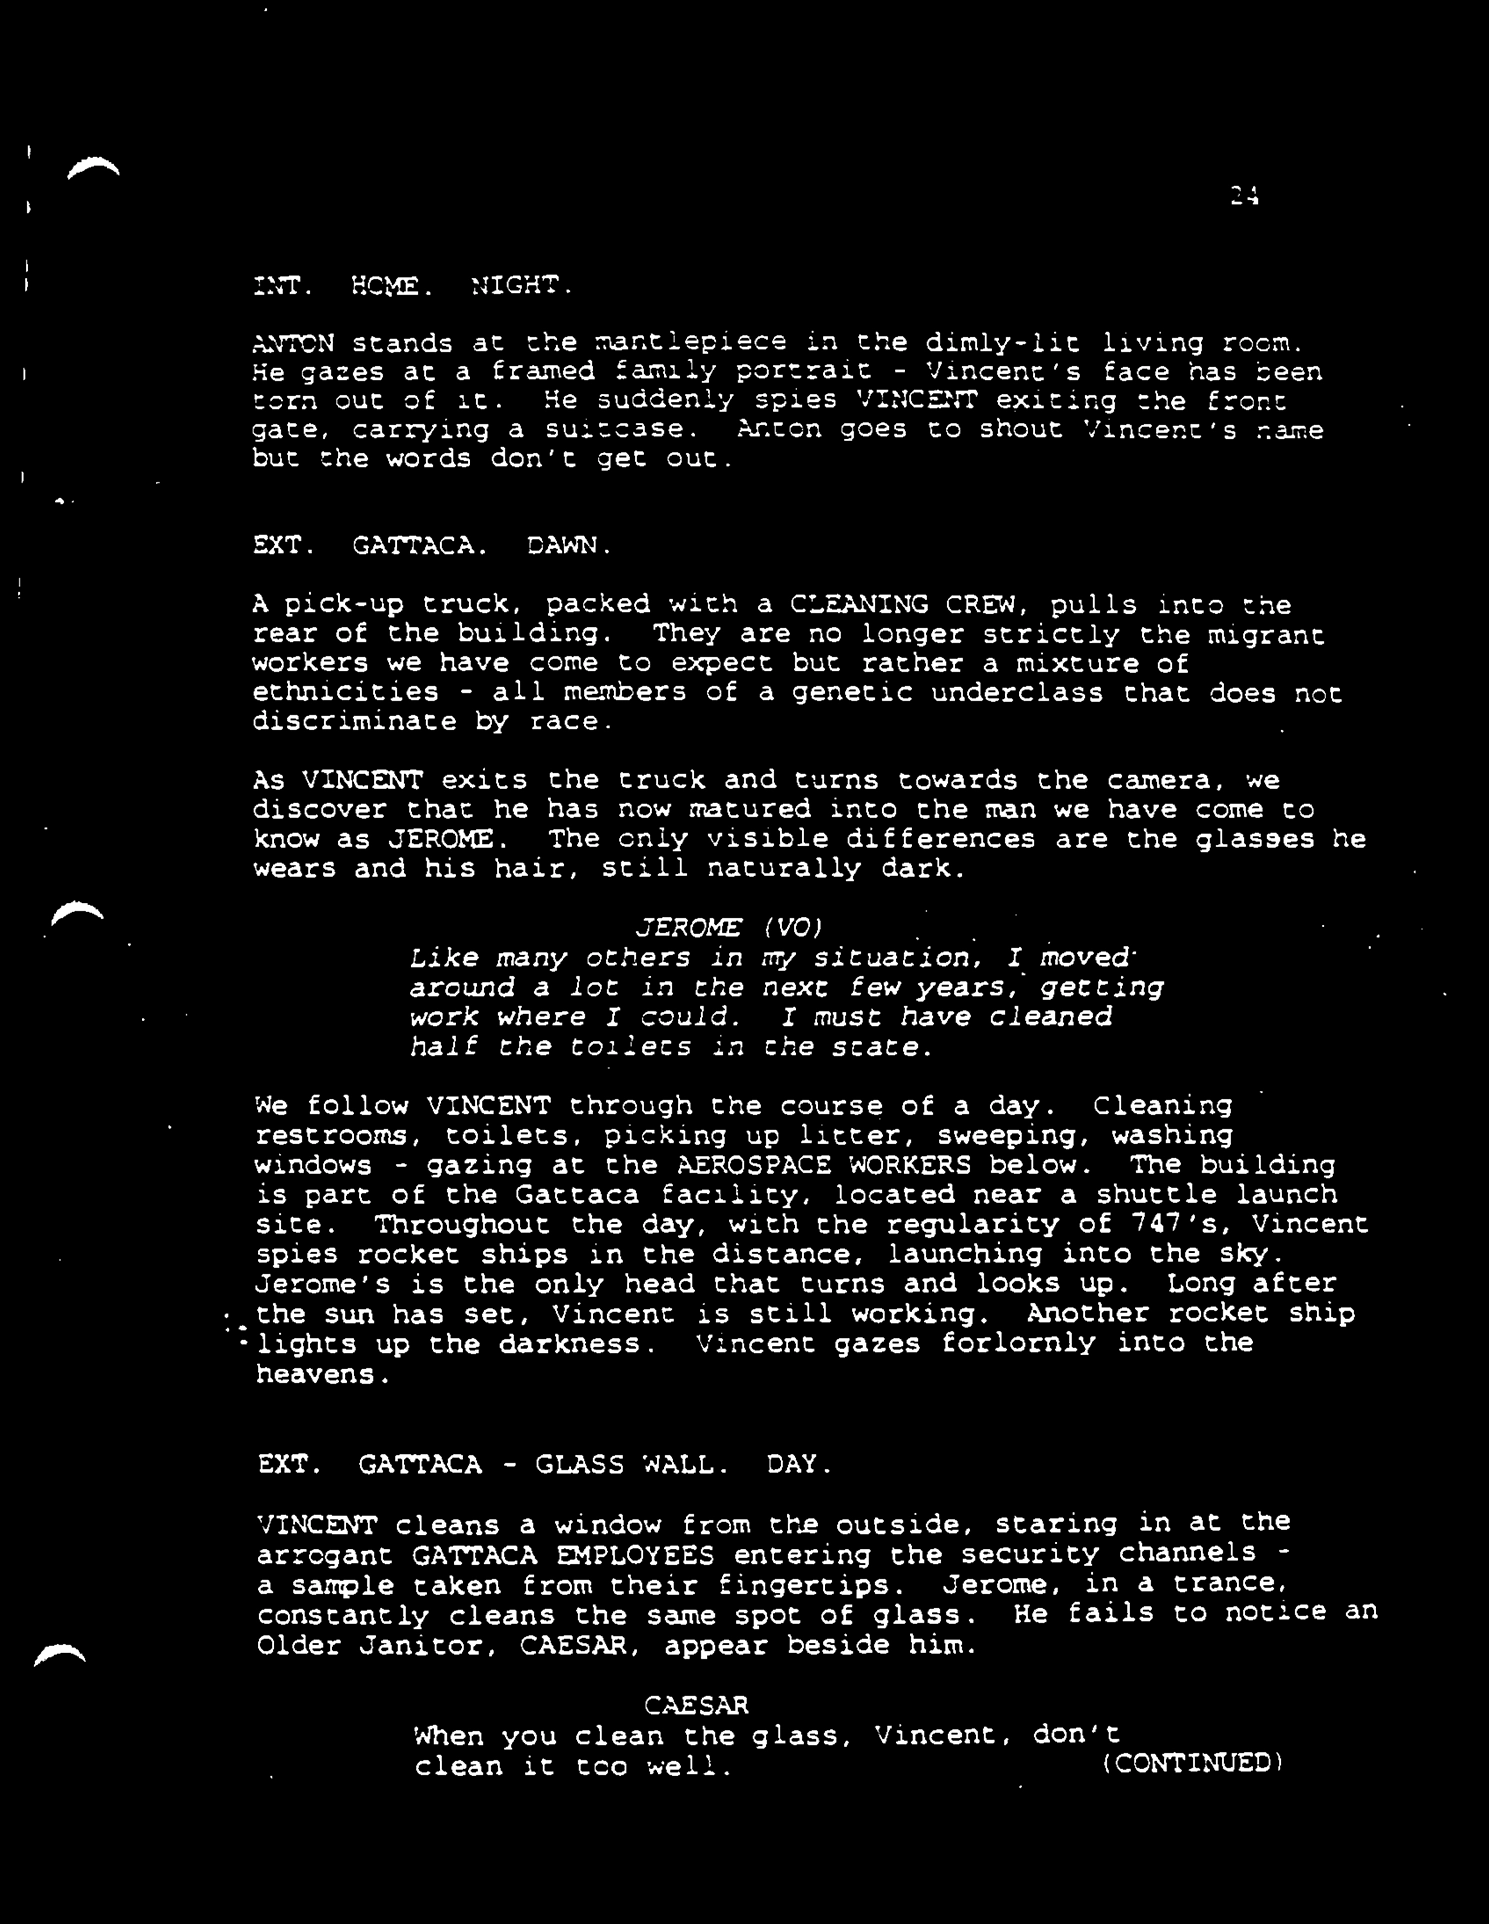 24
INT. HOME. NIGHT.
ANTON stands at the mantlepiece in the dimly-lit living room.
He gazes at a framed family portrait - Vincent's face has been
torn out of it. He suddenly spies VINCENT exiting the front
gate, carrying a suitcase. Anton goes to shout Vincent's name
but the words don't get out.
EXT. GATTACA. DAWN.
A pick-up truck, packed with a CLEANING CREW, pulls into the
rear of the building. They are no longer strictly the migrant
workers we have come to expect but rather a mixture of
ethnicities - all members of a genetic underclass that does not
discriminate by race.
As VINCENT exits the truck and turns towards the camera, we
discover that he has now matured into the man we have come to
know as JEROME. The only visible differences are the glasses he
wears and his hair, still naturally dark.
JEROME (VO)
Like many others in my situation, I moved
around a lot in the next few years, getting
work where I could. I must have cleaned
half the toilets in the state.
We follow VINCENT through the course of a day. Cleaning
restrooms, toilets, picking up litter, sweeping, washing
windows - gazing at the AEROSPACE WORKERS below. The building
is part of the Gattaca facility, located near a shuttle launch
site. Throughout the day, with the regularity of 747's, Vincent
spies rocket ships in the distance, launching into the sky.
Jerome's is the only head that turns and looks up. Long after
the sun has set, Vincent is still working. Another rocket ship
lights up the darkness. Vincent gazes forlornly into the
heavens.
EXT. GATTACA - GLASS WALL. DAY.
VINCENT cleans a window from the outside, staring in at the
arrogant GATTACA EMPLOYEES entering the security channels -
a sample taken from their fingertips. Jerome, in a trance,
constantly cleans the same spot of glass. He fails to notice an
Older Janitor, CAESAR, appear beside him.
CAESAR
When you clean the glass, Vincent, don't
clean it too well. (CONTINUED)